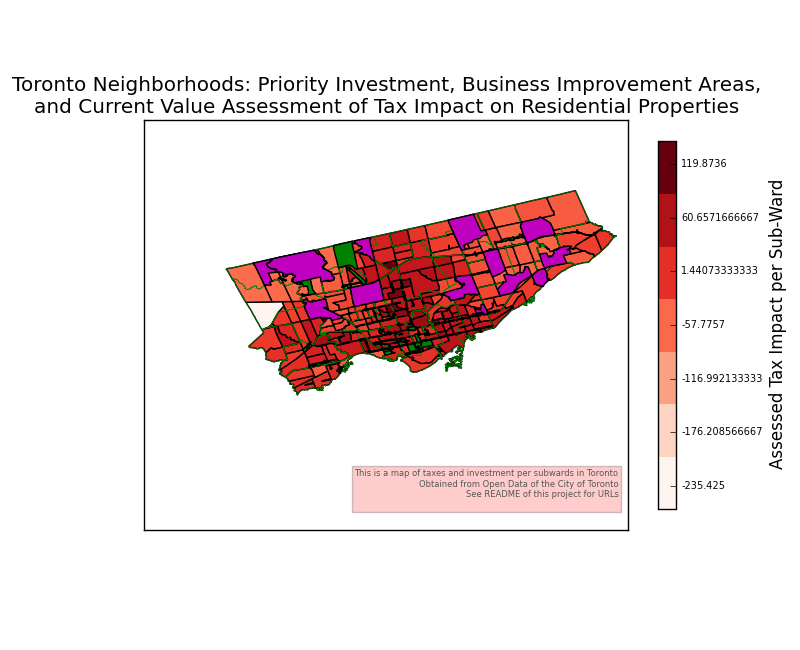 Toronto Neighborhoods: Priority Investment, Business Improvement Areas,
and Current Value Assessment of Tax Impact on Residential Properties
119.8736
60.6571666667
1.44073333333
-57.7757
-116.992133333
-176.208566667
-235.425
Assessed Tax Impact per Sub-Ward
This is a map of taxes and investment per subwards in Toronto
Obtained from Open Data of the City of Toronto
See README of this project for URLs